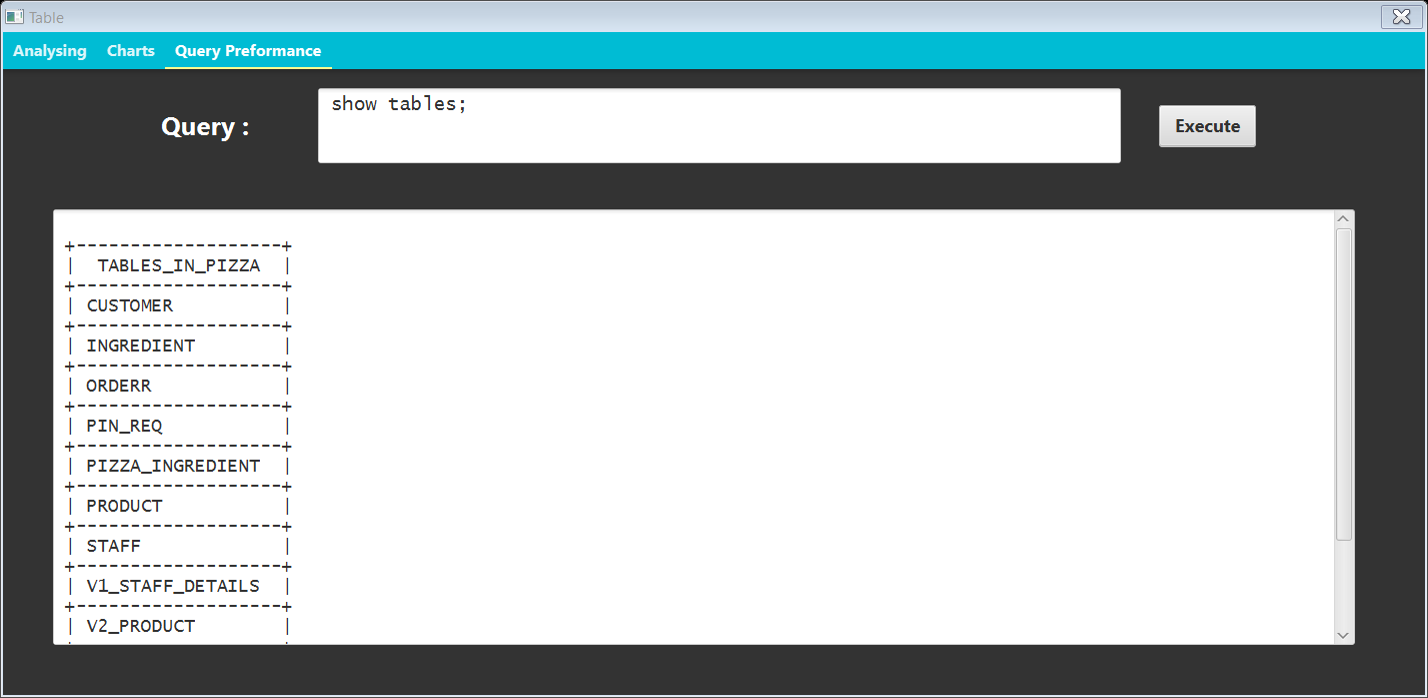 Table
Analysing Charts Query Preformance
Query :
show tables;
Execute
+-------------------+
|  TABLES_IN_PIZZA  |
+-------------------+
| CUSTOMER          |
+-------------------+
| INGREDIENT        |
+-------------------+
| ORDERR            |
+-------------------+
| PIN_REQ           |
+-------------------+
| PIZZA_INGREDIENT  |
+-------------------+
| PRODUCT           |
+-------------------+
| STAFF             |
+-------------------+
| V1_STAFF_DETAILS  |
+-------------------+
| V2_PRODUCT        |